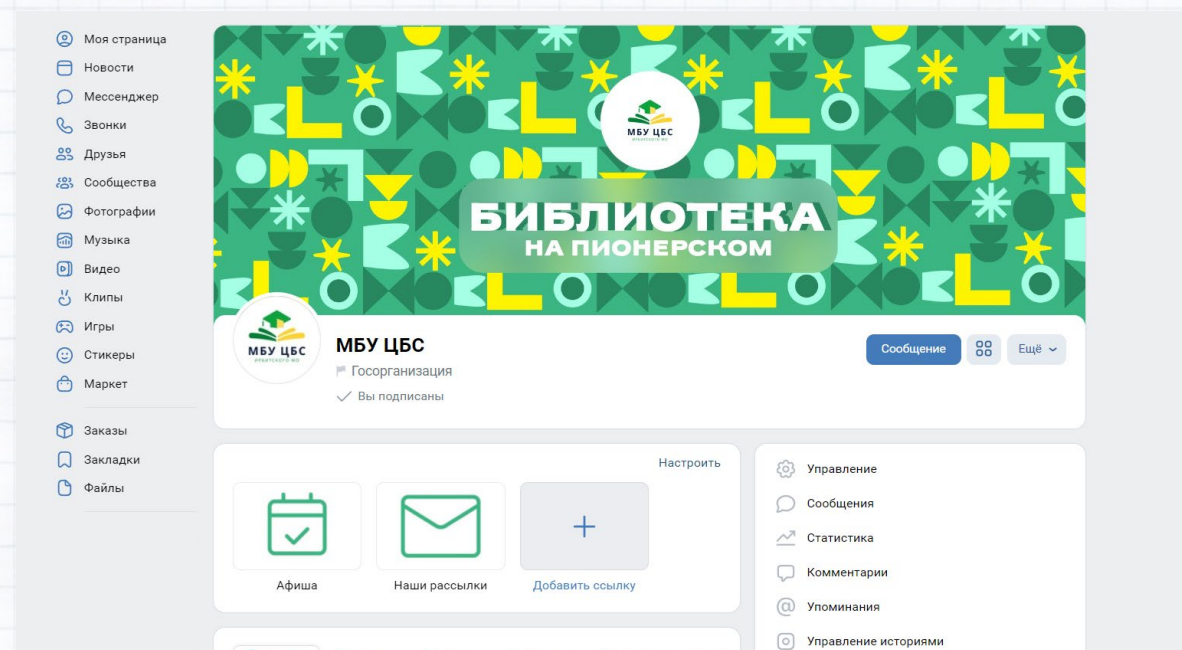 Моя страница
Новости
Мессенджер
Звонки
Друзья
Сообщества
Фотографии
Музыка
Видео
Клипы
Игры
Стикеры
Маркет
Заказы
Закладки
Файлы
МБУ ЦБС
БИБЛИОТЕКА
НА ПИОНЕРСКОМ
МБУ ЦБС
ИРБИТСКОГО МО
МБУ ЦБС
Госорганизация
Вы подписаны
Сообщение
Ещё
Настроить
Афиша
Наши рассылки
Добавить ссылку
Управление
Сообщения
Статистика
Комментарии
Упоминания
Управление историями